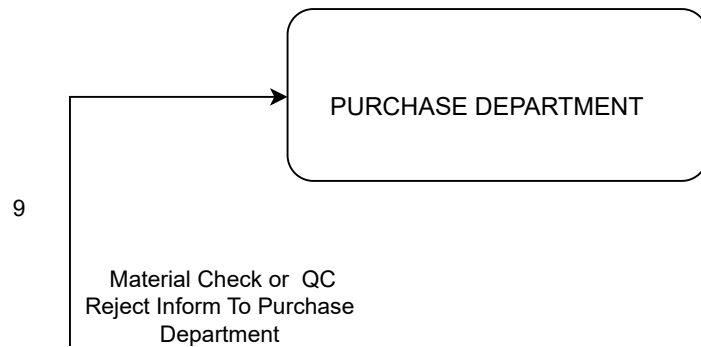 PURCHASE DEPARTMENT
9
Material Check or  QC
Reject Inform To Purchase
Department